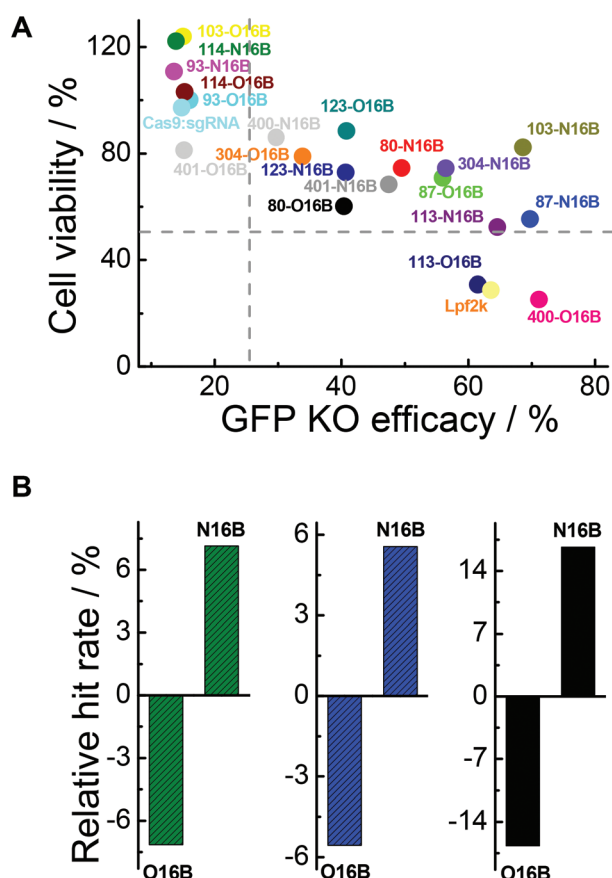 A
Cell viability / %
120
80
40
0
103-O16B
114-N16B
93-N16B
114-O16B
93-O16B
Cas9:sgRNA
400-N16B
123-O16B
103-N16B
401-O16B
304-O16B
123-N16B
80-N16B
304-N16B
401-N16B
87-O16B
80-O16B
113-N16B
87-N16B
113-O16B
Lpf2k
400-O16B
20 40 60 80
GFP KO efficacy / %
B
Relative hit rate / %
N16B
6
3
0
-3
-6
O16B
N16B
6
3
0
-3
-6
O16B
N16B
14
7
0
-7
-14
O16B